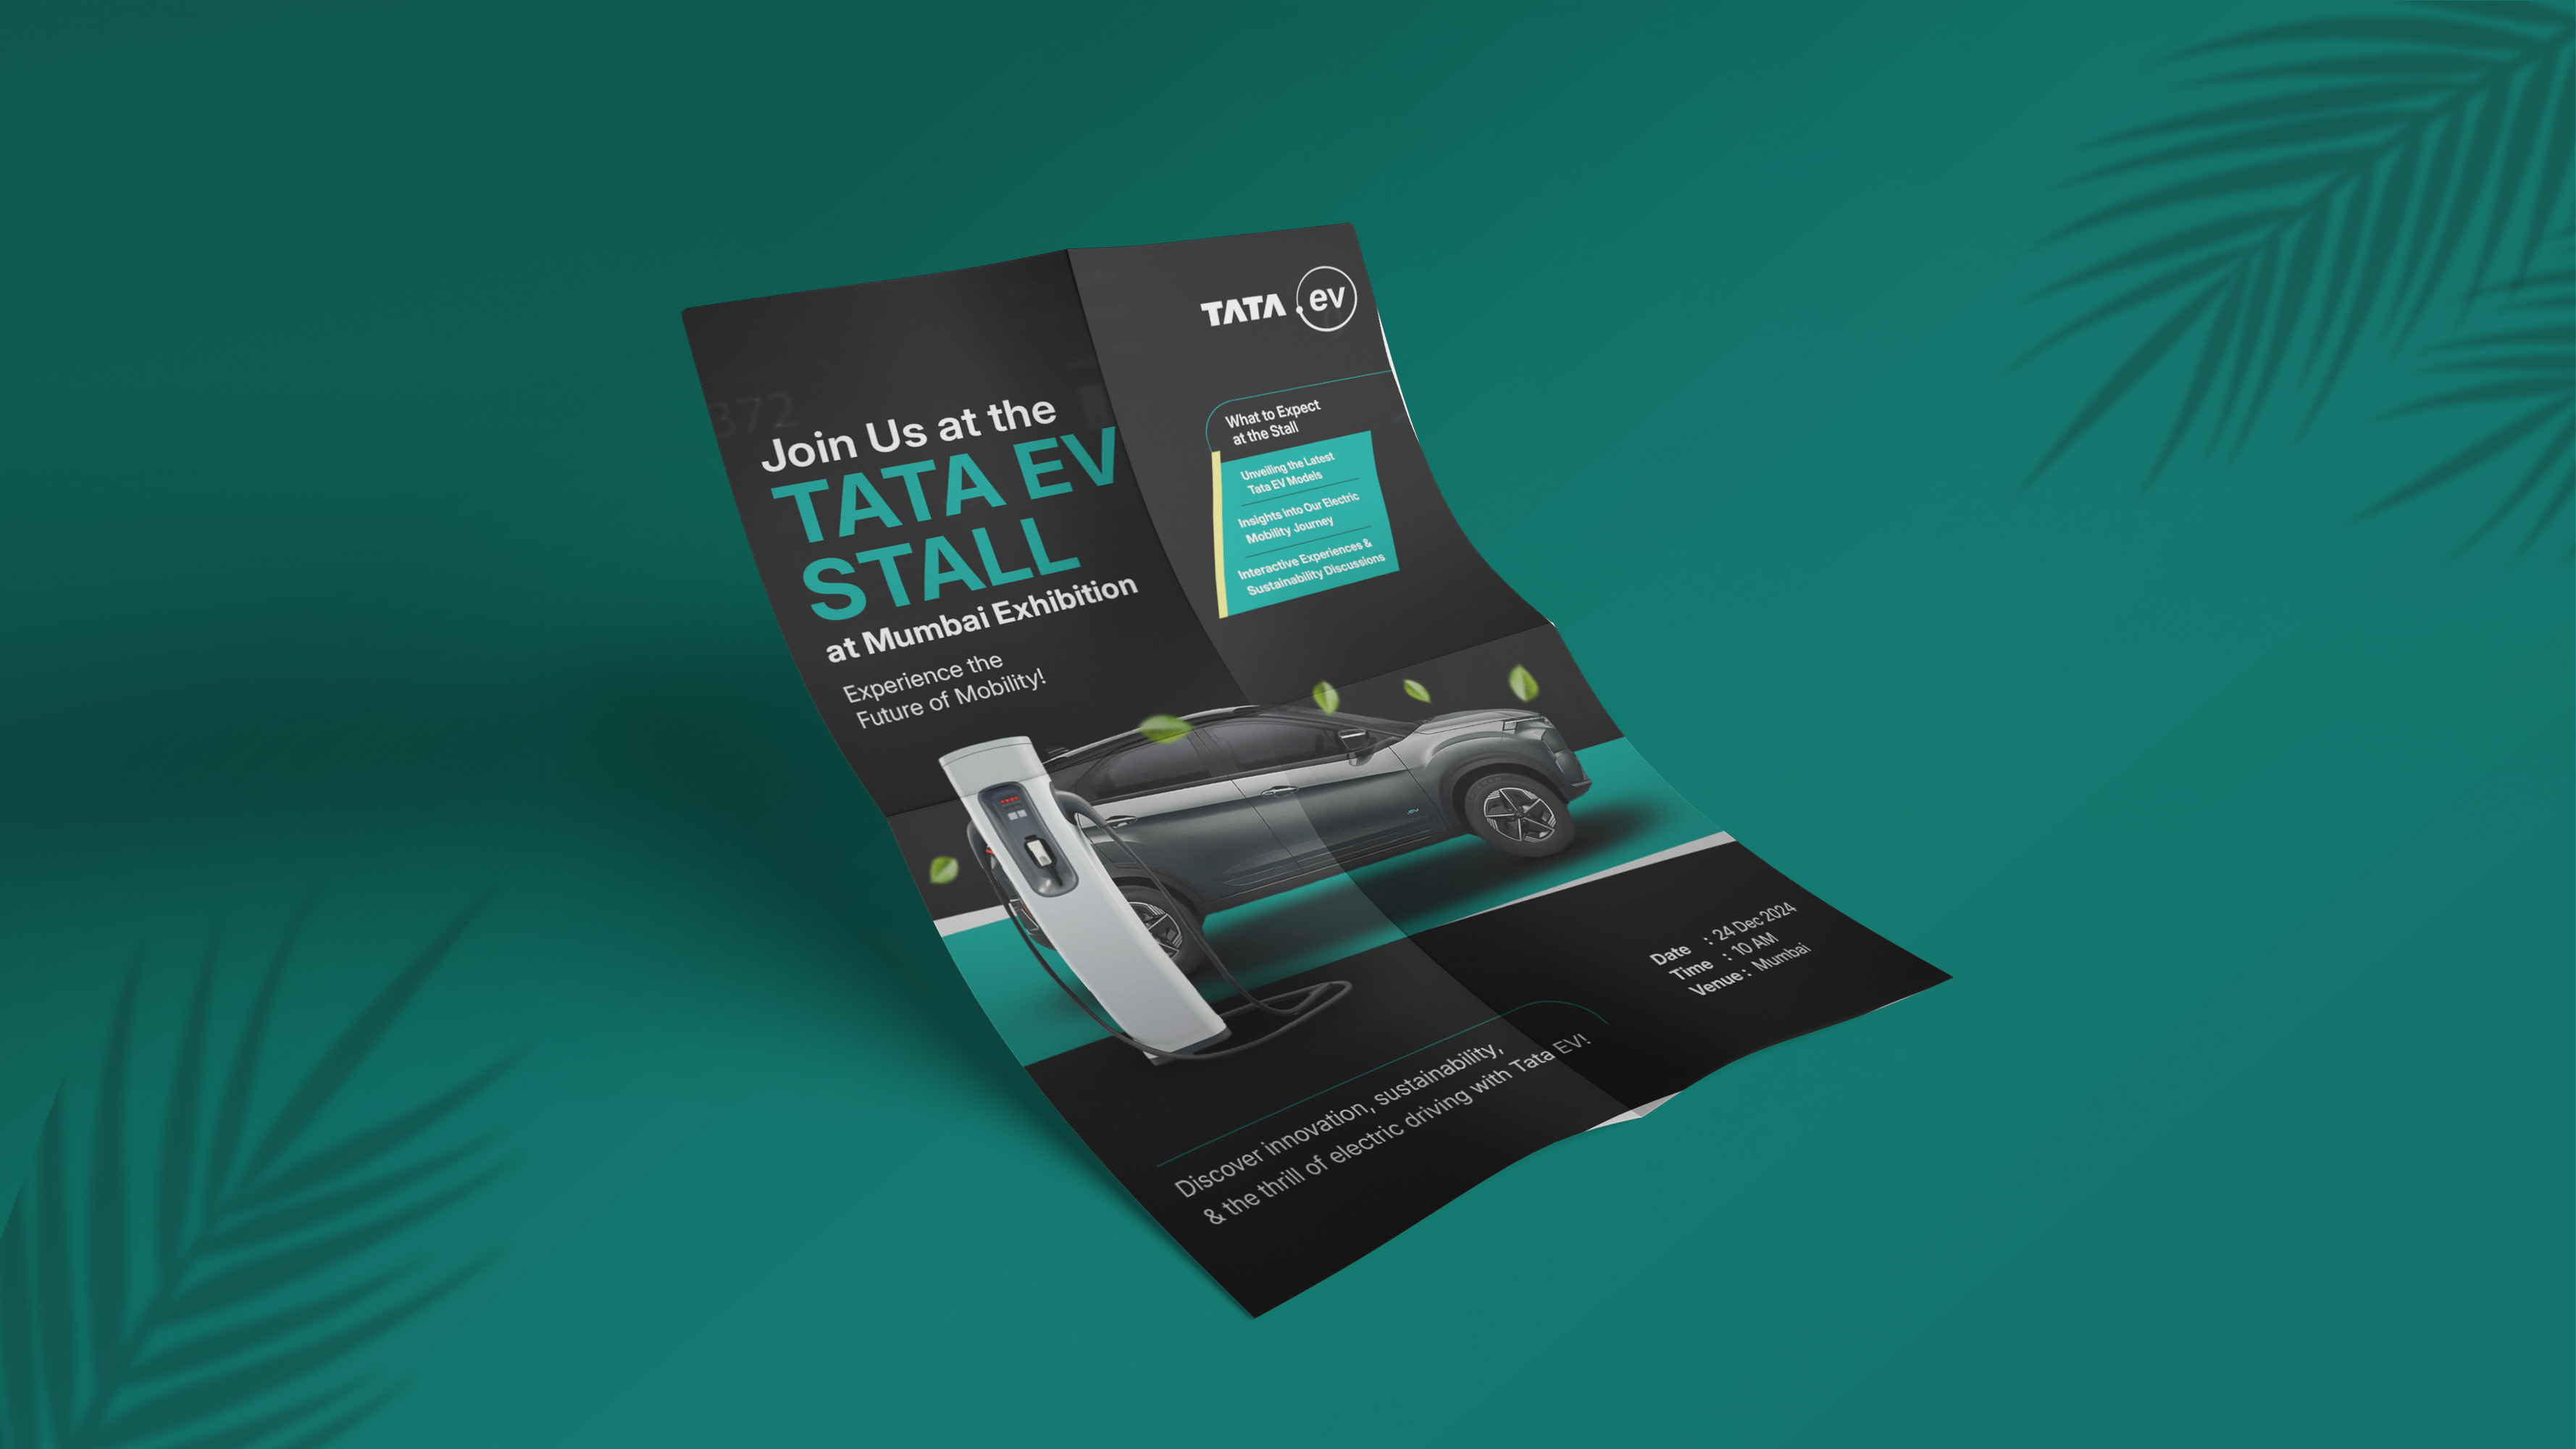 TATA .ev
Join Us at the
TATA EV
STALL
at Mumbai Exhibition
Experience the
Future of Mobility!
What to Expect
at the Stall
Unveiling the Latest
Tata EV Models
Insights into Our Electric
Mobility Journey
Interactive Experiences &
Sustainability Discussions
372
Date : 24 Dec 2024
Time : 10 AM
Venue : Mumbai
Discover innovation, sustainability,
& the thrill of electric driving with Tata EV!